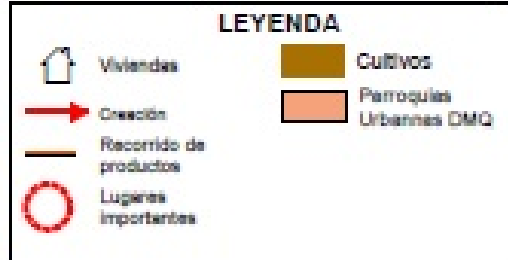 LEYENDA
Viviendas
Creación
Recorrido de
productos
Lugares
importantes
Cultivos
Parroquias
Urbannas DMQ